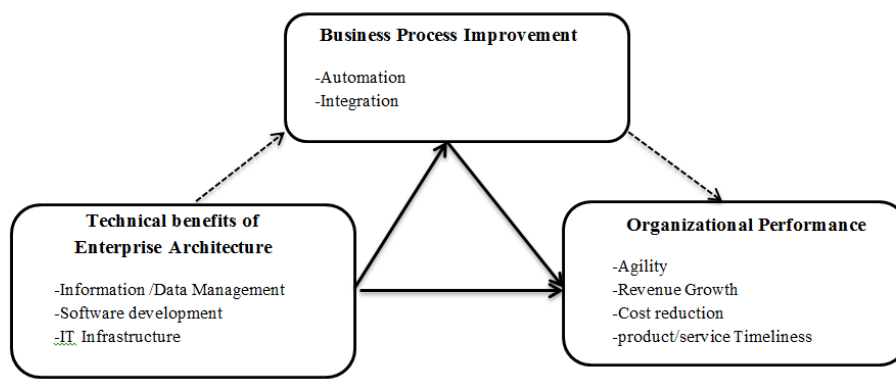 Business Process Improvement
-Automation
-Integration
Technical benefits of
Enterprise Architecture
-Information /Data Management
-Software development
-IT Infrastructure
Organizational Performance
-Agility
-Revenue Growth
-Cost reduction
-product/service Timeliness